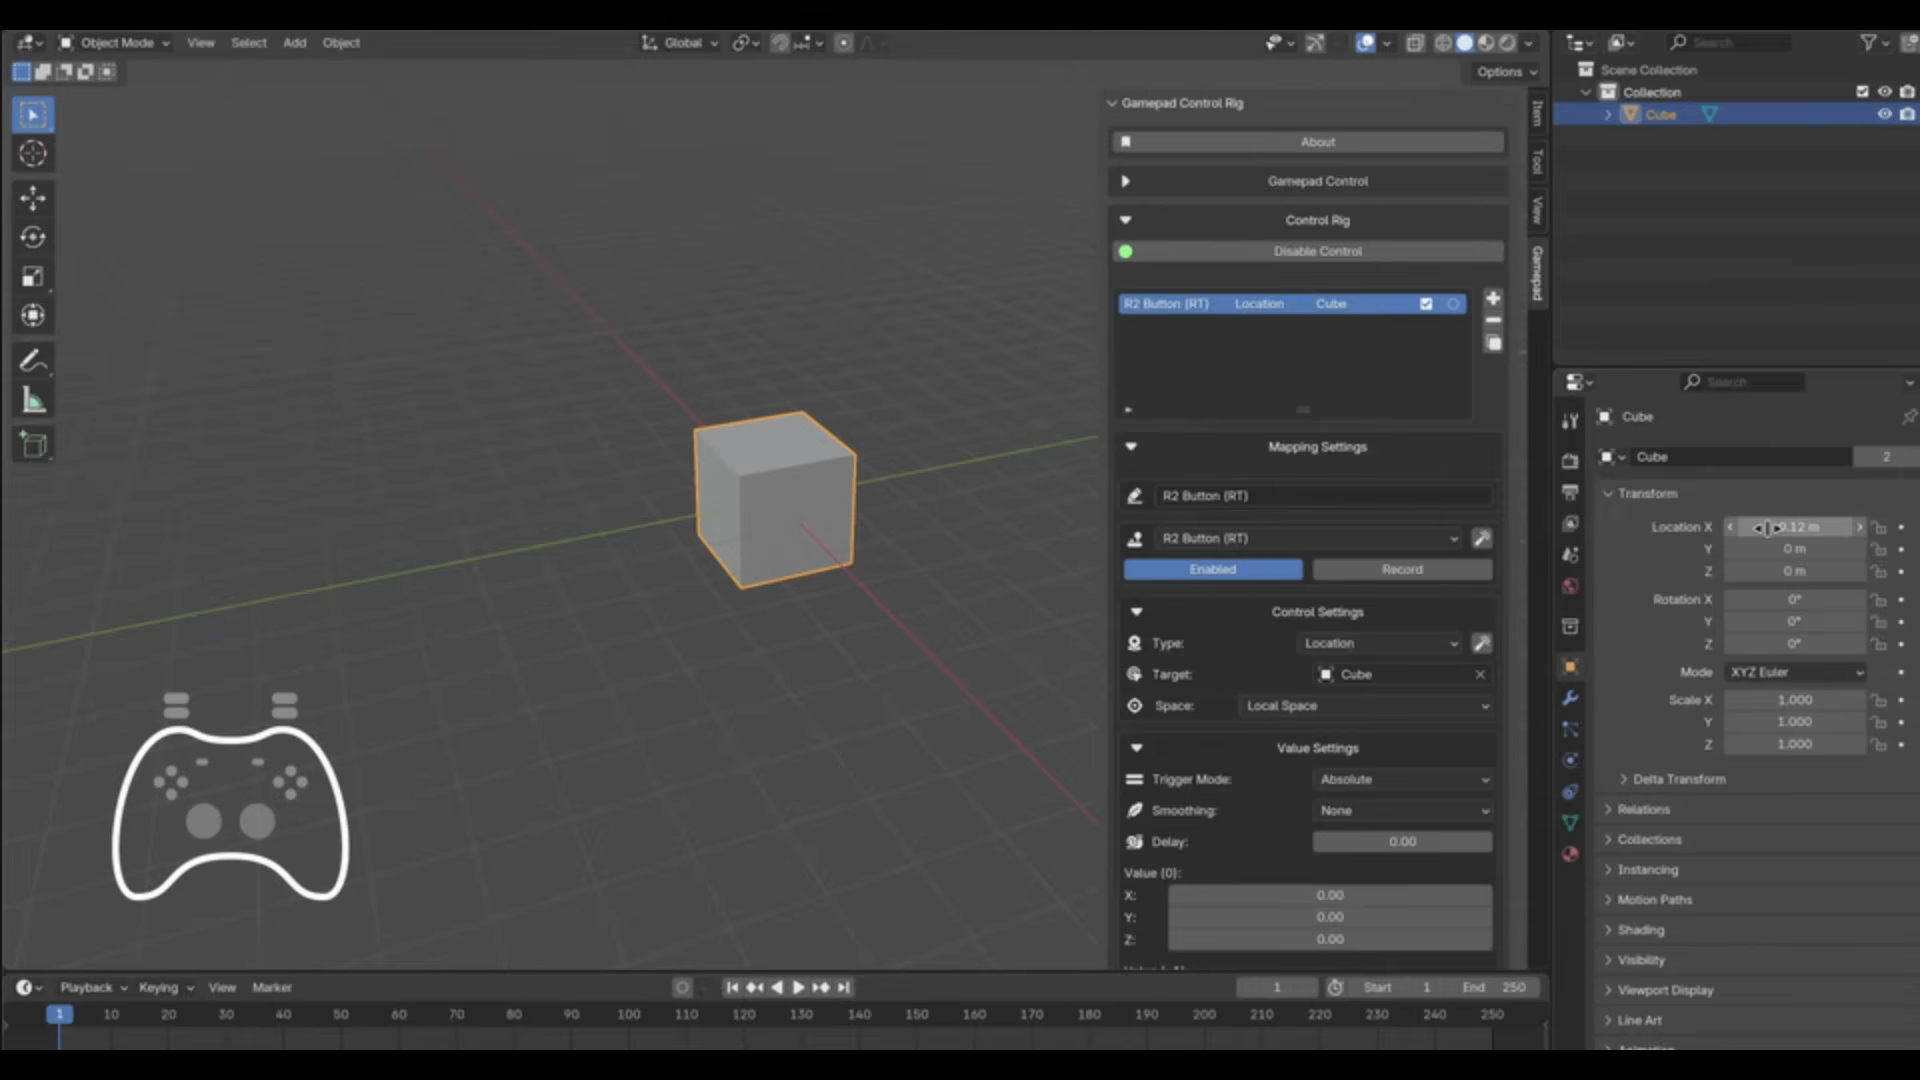 Object Mode View Select Add Object Global Search
Options
Scene Collection
Collection
Cube
Item
Tool
View
Gamepad
Gamepad Control Rig
About
Gamepad Control
Control Rig
Disable Control
R2 Button (RT) Location Cube
Mapping Settings
R2 Button (RT)
R2 Button (RT)
Enabled Record
Control Settings
Type: Location
Target: Cube
Space: Local Space
Value Settings
Trigger Mode: Absolute
Smoothing: None
Delay: 0.00
Value (0):
X: 0.00
Y: 0.00
Z: 0.00
Search
Cube
Cube 2
Transform
Location X
Y 0 m
Z 0 m
Rotation X 0°
Y 0°
Z 0°
Mode XYZ Euler
Scale X 1.000
Y 1.000
Z 1.000
Delta Transform
Relations
Collections
Instancing
Motion Paths
Shading
Visibility
Viewport Display
Line Art
Playback Keying View Marker 1 Start 1 End 250
1 10 20 30 40 50 60 70 80 90 100 110 120 130 140 150 160 170 180 190 200 210 220 230 240 250